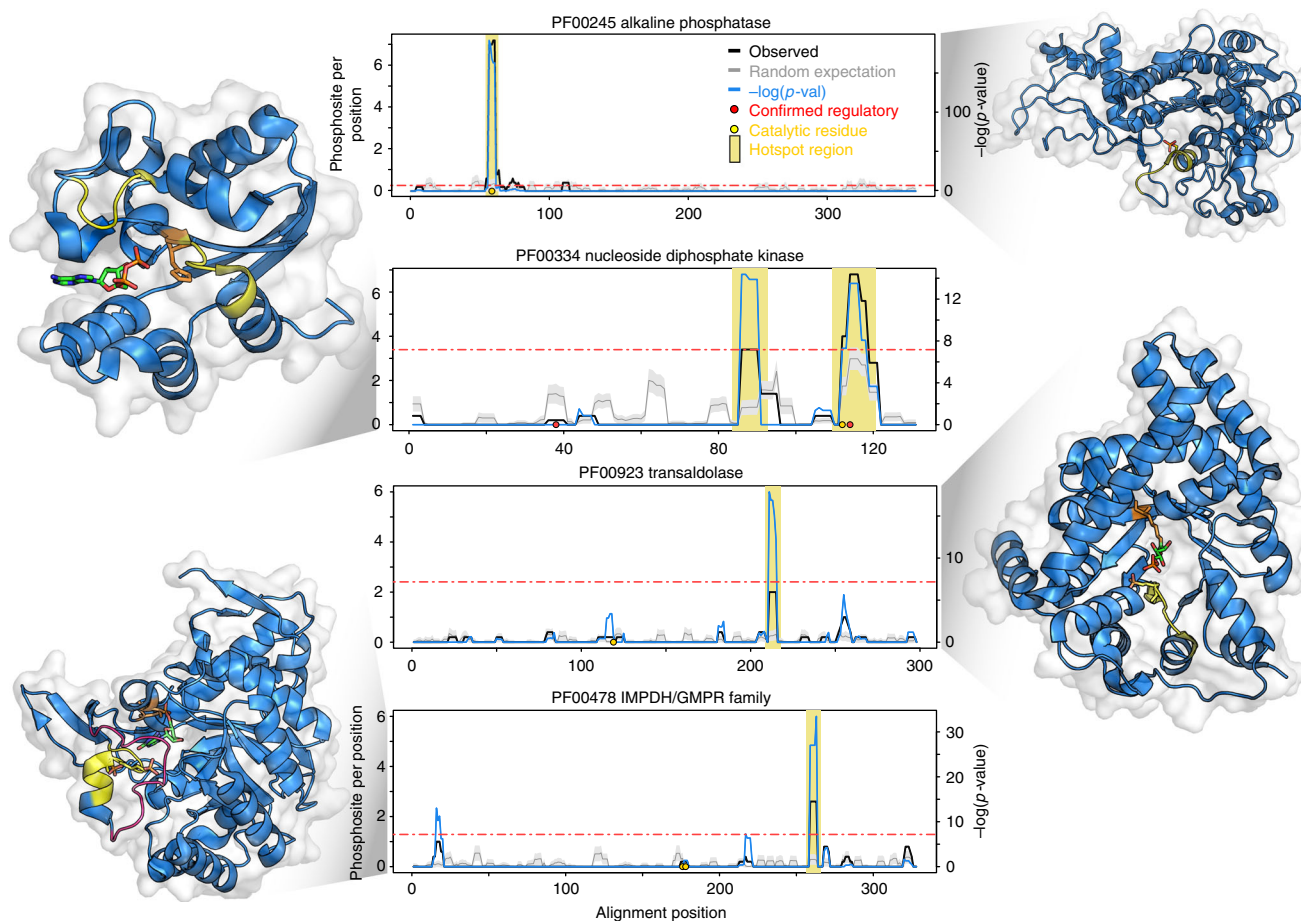 PF00245 alkaline phosphatase
Phosphosite per
position
6
4
2
0
Observed
Random expectation
–log(p-val)
Confirmed regulatory
Catalytic residue
Hotspot region
–log(p-value)
100
0
0 100 200 300
PF00334 nucleoside diphosphate kinase
6
4
2
0
12
8
4
0
0 40 80 120
PF00923 transaldolase
6
4
2
0
10
0
0 100 200 300
PF00478 IMPDH/GMPR family
Phosphosite per position
6
4
2
0
–log(p-value)
30
20
10
0
0 100 200 300
Alignment position